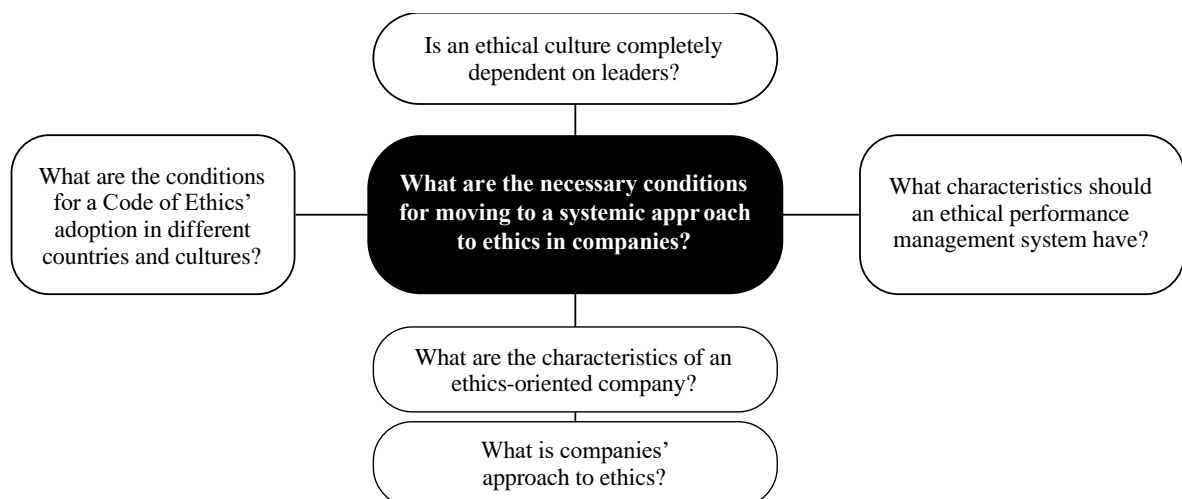 Is an ethical culture completely
dependent on leaders?
What are the conditions
for a Code of Ethics’
adoption in different
countries and cultures?
What are the necessary conditions
for moving to a systemic appr oach
to ethics in companies?
What characteristics should
an ethical performance
management system have?
What are the characteristics of an
ethics-oriented company?
What is companies’
approach to ethics?